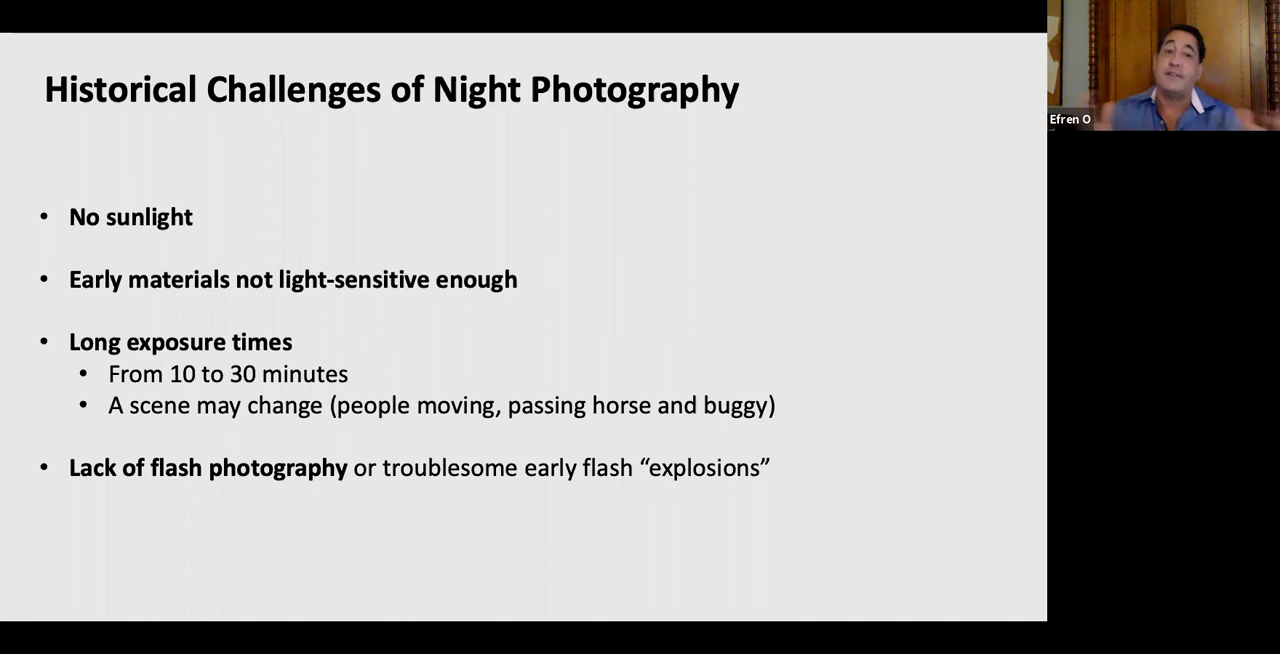 Historical Challenges of Night Photography
• No sunlight
• Early materials not light-sensitive enough
• Long exposure times
• From 10 to 30 minutes
• A scene may change (people moving, passing horse and buggy)
• Lack of flash photography or troublesome early flash “explosions”
Efren O